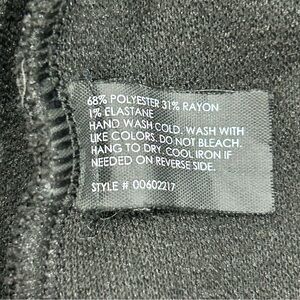 68% POLYESTER 31% RAYON
1% ELASTANE
HAND WASH COLD. WASH WITH
LIKE COLORS. DO NOT BLEACH.
HANG TO DRY. COOL IRON IF
NEEDED ON REVERSE SIDE.
STYLE # 00602217